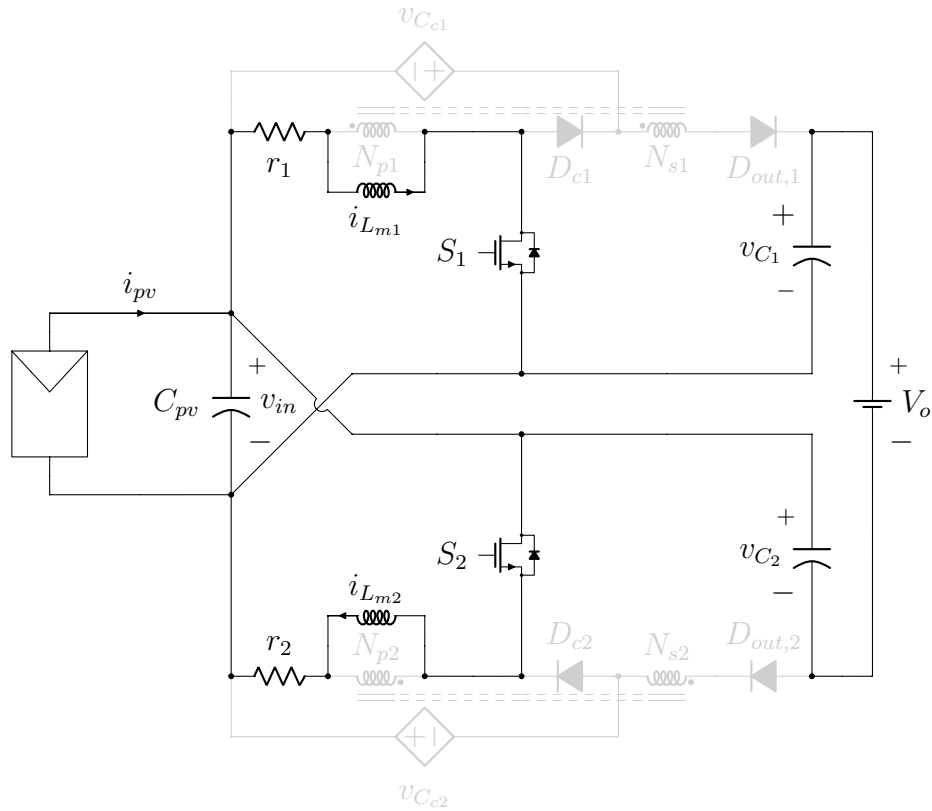 v_{C_{c1}}
r_1
N_{p1}
D_{c1}
N_{s1}
D_{out,1}
i_{L_{m1}}
S_1
+
v_{C_1}
−
i_{pv}
C_{pv}
+
v_{in}
−
+
V_o
−
S_2
+
v_{C_2}
−
i_{L_{m2}}
r_2
N_{p2}
D_{c2}
N_{s2}
D_{out,2}
v_{C_{c2}}